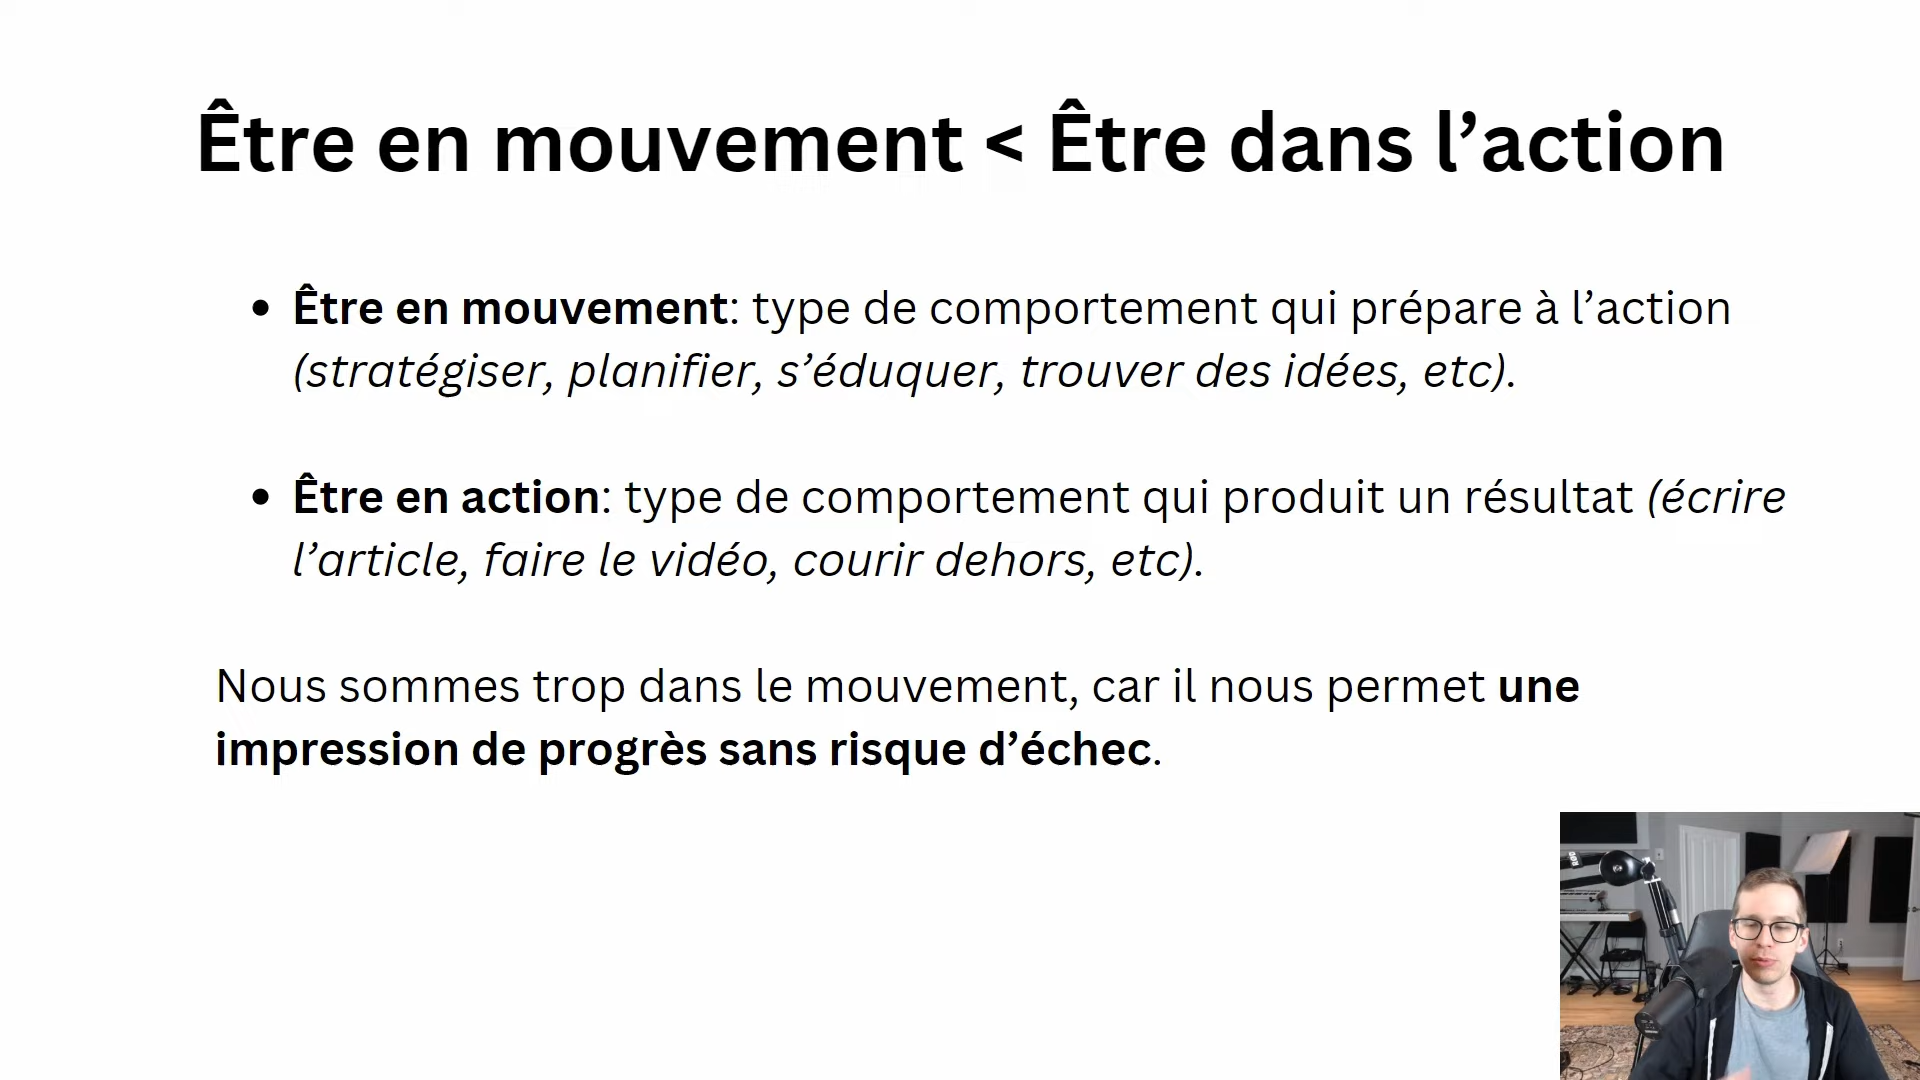 Être en mouvement < Être dans l’action
• Être en mouvement: type de comportement qui prépare à l’action
(stratégiser, planifier, s’éduquer, trouver des idées, etc).
• Être en action: type de comportement qui produit un résultat (écrire
l’article, faire le vidéo, courir dehors, etc).
Nous sommes trop dans le mouvement, car il nous permet une
impression de progrès sans risque d’échec.